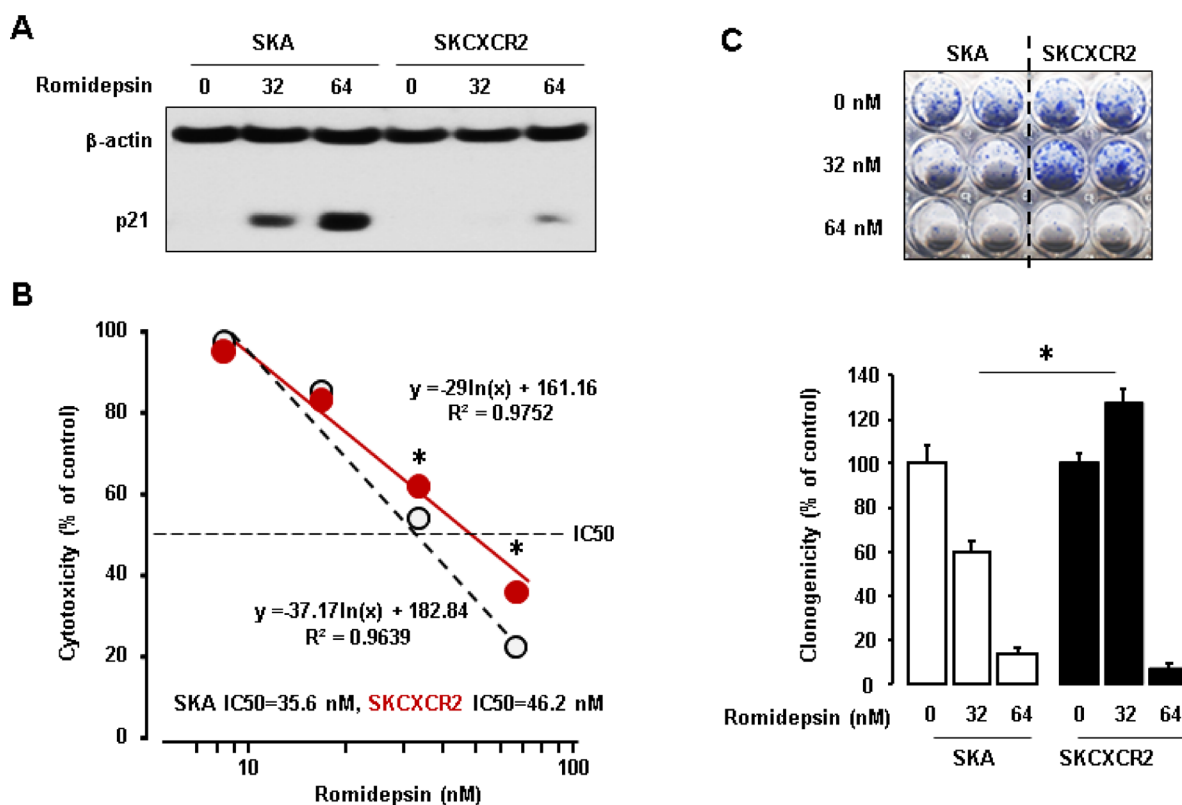 A
SKA SKCXCR2
Romidepsin 0 32 64 0 32 64
β-actin
p21
B
Cytotoxicity (% of control)
100
80
60
40
20
0
y =-29ln(x) + 161.16
R² = 0.9752
*
*
IC50
y =-37.17ln(x) + 182.84
R² = 0.9639
SKA IC50=35.6 nM, SKCXCR2 IC50=46.2 nM
10 100
Romidepsin (nM)
C
SKA SKCXCR2
0 nM
32 nM
64 nM
Clonogenicity (% of control)
140
120
100
80
60
40
20
0
*
Romidepsin (nM) 0 32 64 0 32 64
SKA SKCXCR2